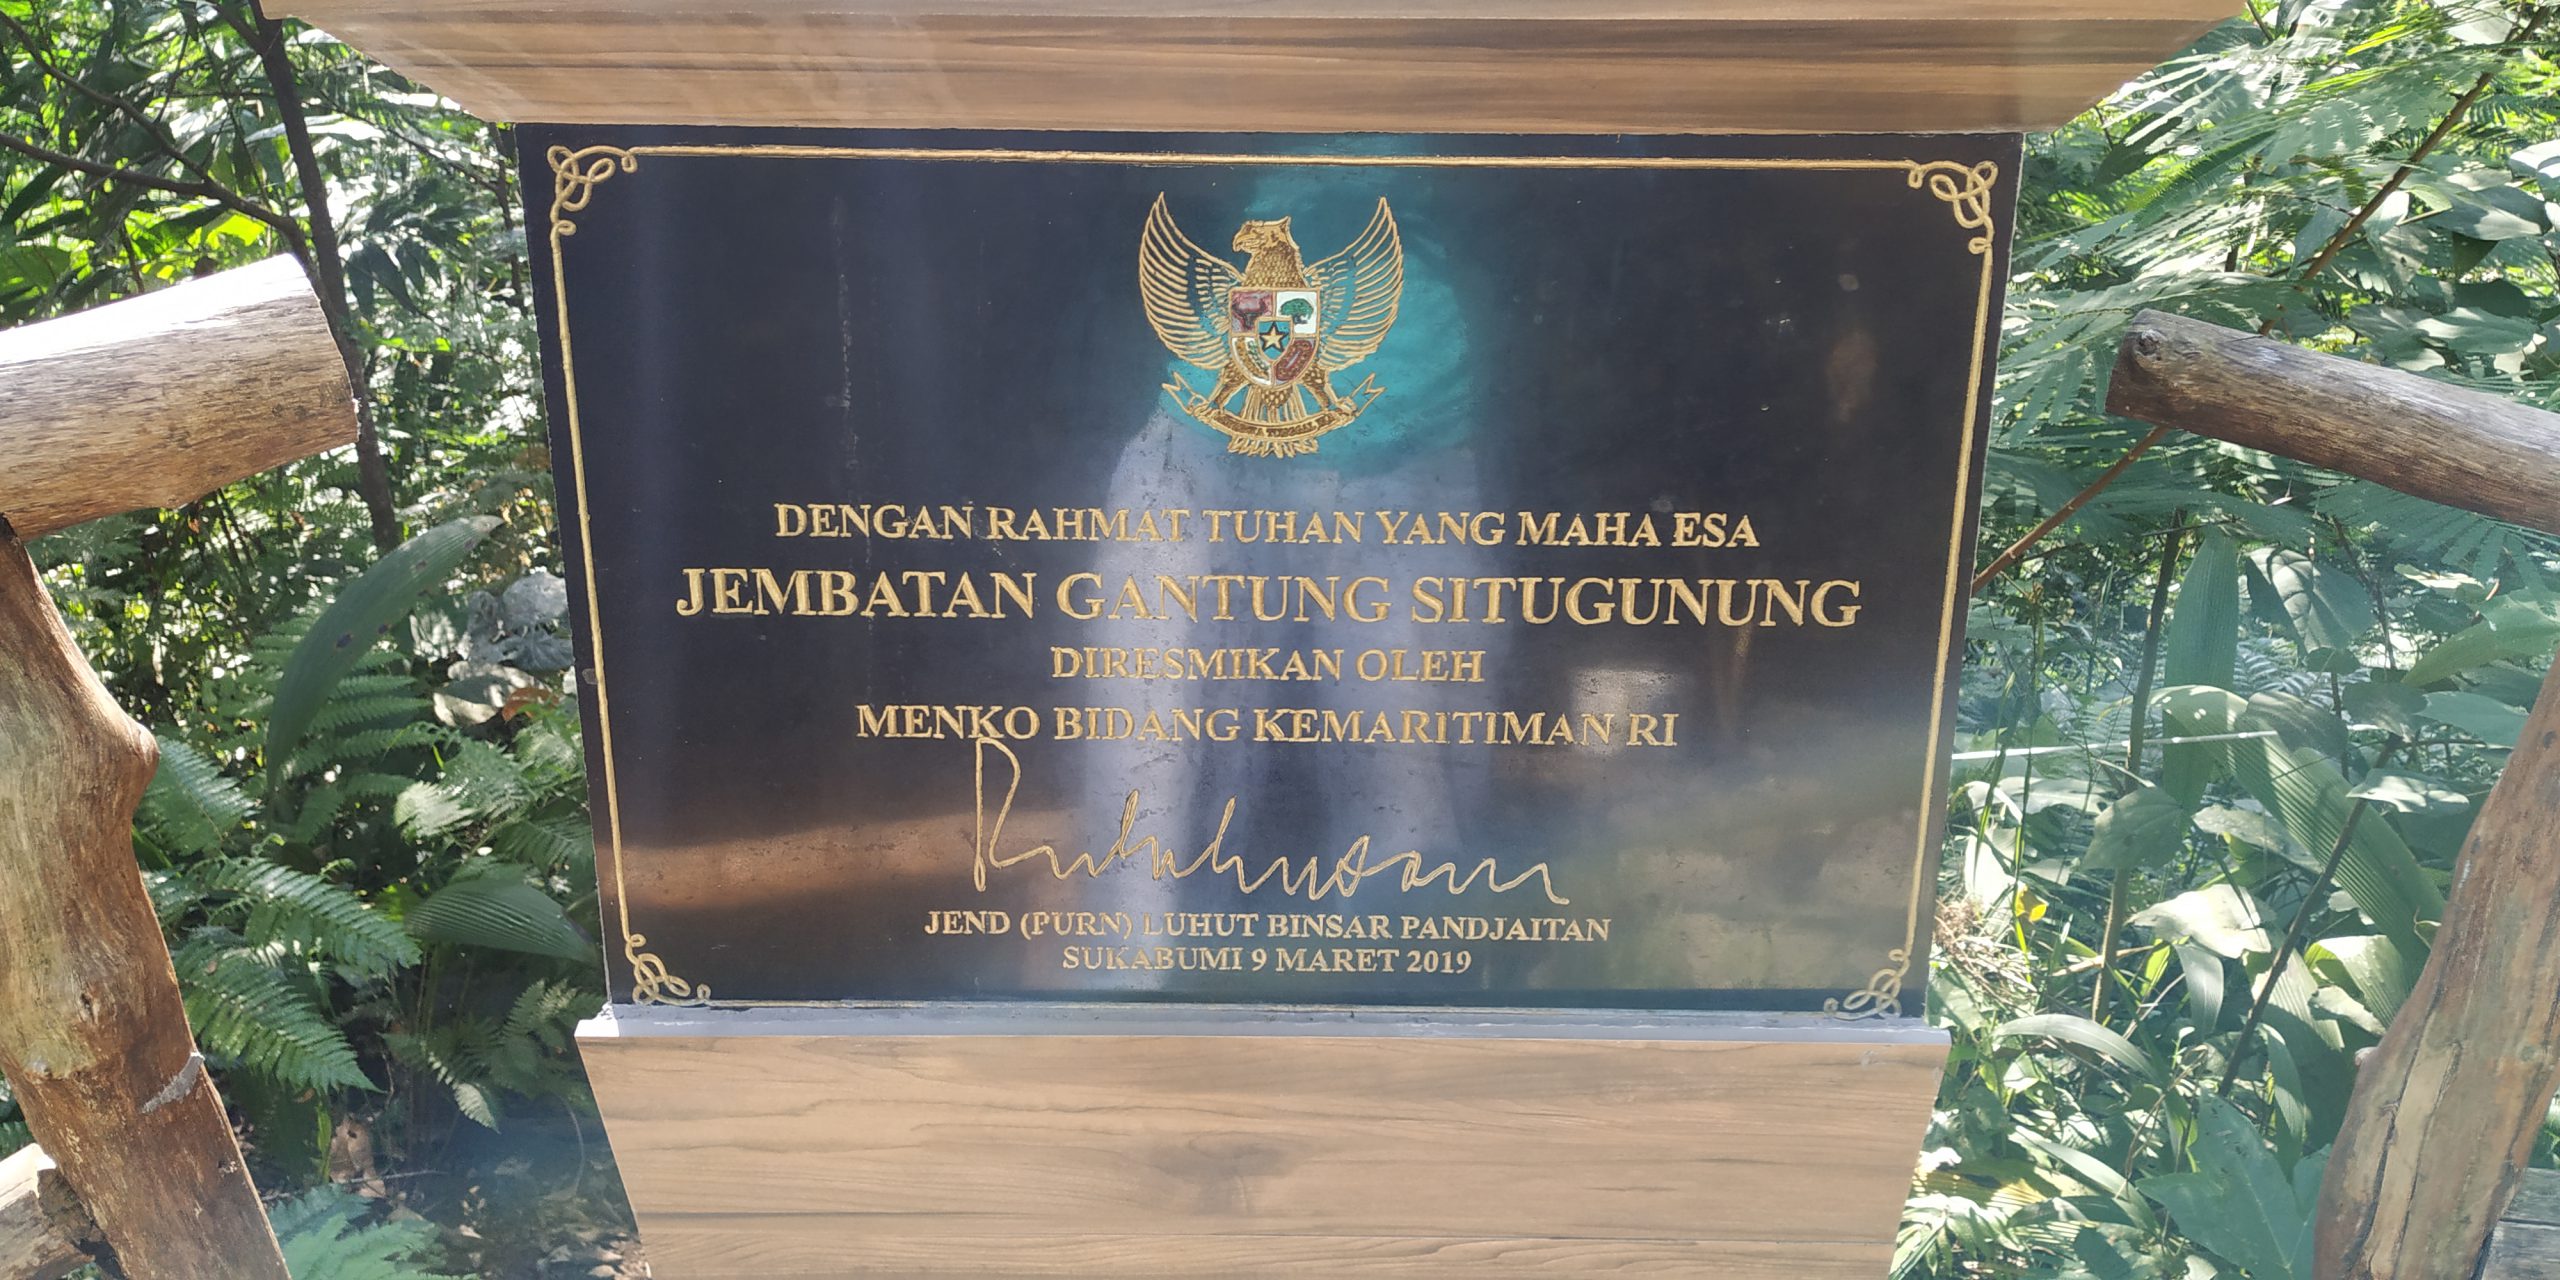 DENGAN RAHMAT TUHAN YANG MAHA ESA
JEMBATAN GANTUNG SITUGUNUNG
DIRESMIKAN OLEH
MENKO BIDANG KEMARITIMAN RI
JEND (PURN) LUHUT BINSAR PANDJAITAN
SUKABUMI 9 MARET 2019